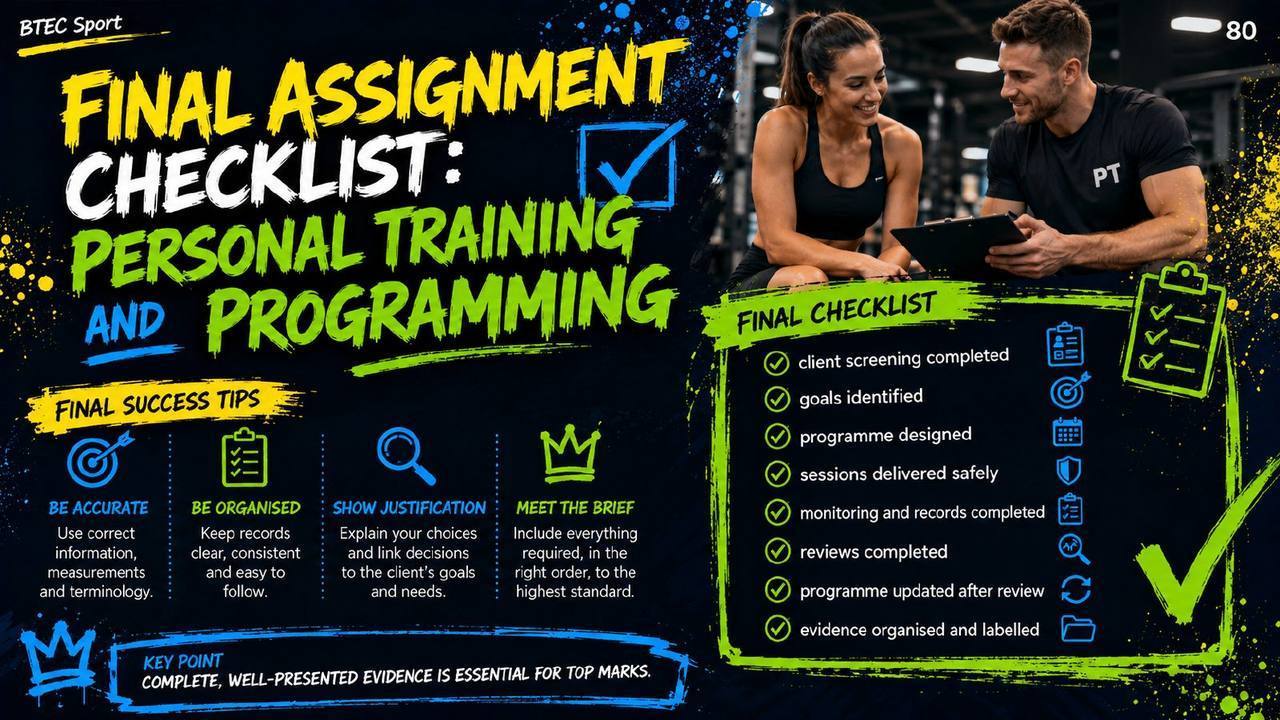 BTEC Sport
80
FINAL ASSIGNMENT
CHECKLIST:
PERSONAL TRAINING
AND PROGRAMMING
PT
FINAL SUCCESS TIPS
BE ACCURATE
Use correct
information,
measurements
and terminology.
BE ORGANISED
Keep records
clear, consistent
and easy to
follow.
SHOW JUSTIFICATION
Explain your choices
and link decisions
to the client's goals
and needs.
MEET THE BRIEF
Include everything
required, in the
right order, to the
highest standard.
KEY POINT
COMPLETE, WELL-PRESENTED EVIDENCE IS ESSENTIAL FOR TOP MARKS.
FINAL CHECKLIST
client screening completed
goals identified
programme designed
sessions delivered safely
monitoring and records completed
reviews completed
programme updated after review
evidence organised and labelled